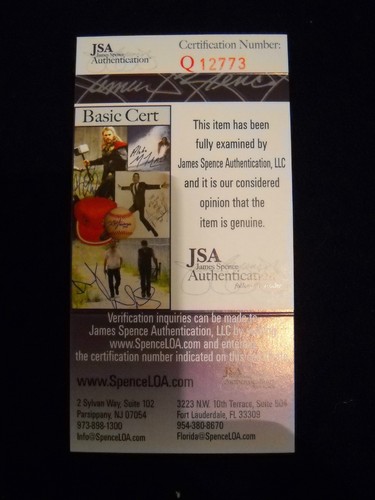 JSA
James Spence
Authentication
Certification Number:
Q 12773
James Spence
Basic Cert
This item has been
fully examined by
James Spence Authentication, LLC
and it is our considered
opinion that the
item is genuine.
JSA
James Spence
Authentication
Verification inquiries can be made to
James Spence Authentication, LLC by
www.SpenceLOA.com and
the certification number indicated on this
JSA
www.SpenceLOA.com
2 Sylvan Way, Suite 102
Parsippany, NJ 07054
973-898-1300
Info@SpenceLOA.com
3223 N.W. 10th Terrace, Suite
Fort Lauderdale, FL 33309
954-380-8670
Florida@SpenceLOA.com